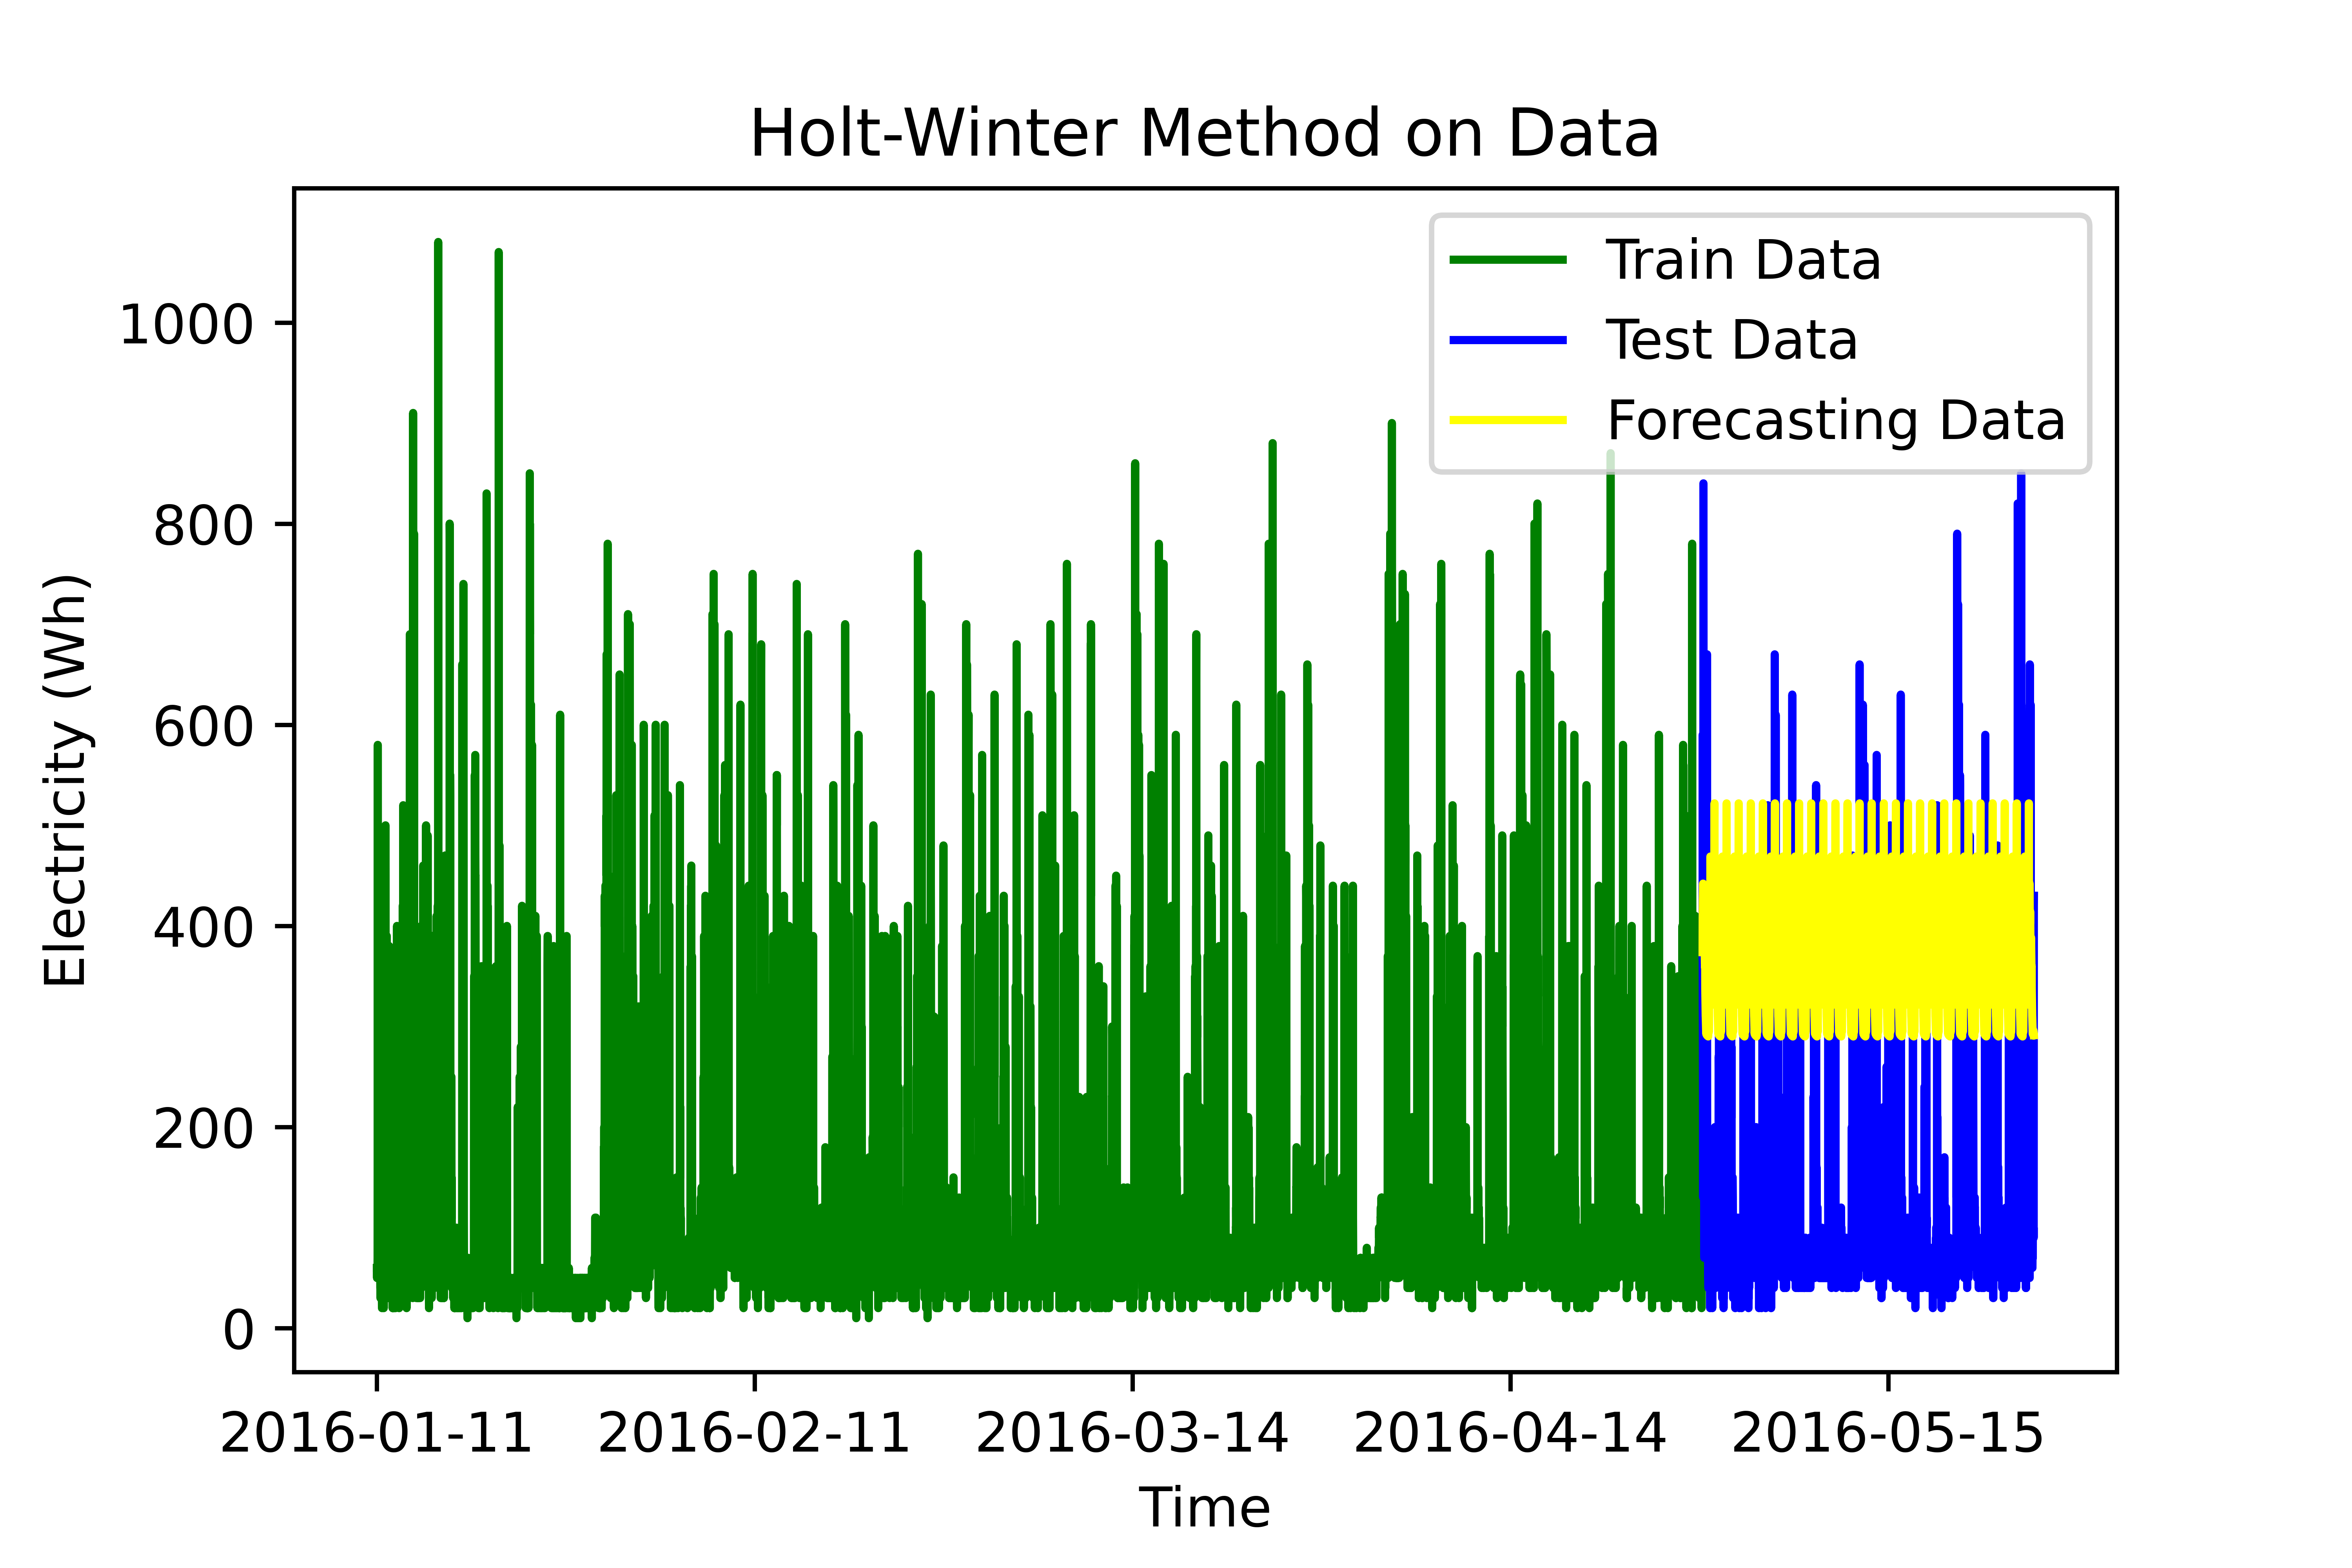 Holt-Winter Method on Data
Train Data
Test Data
Forecasting Data
Electricity (Wh)
1000
800
600
400
200
0
2016-01-11 2016-02-11 2016-03-14 2016-04-14 2016-05-15
Time